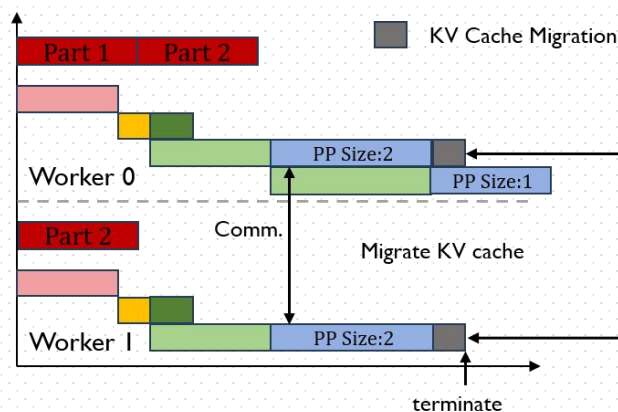 KV Cache Migration
Part 1 Part 2
PP Size:2
Worker 0
PP Size:1
Part 2
Comm.
Migrate KV cache
Worker 1
PP Size:2
terminate